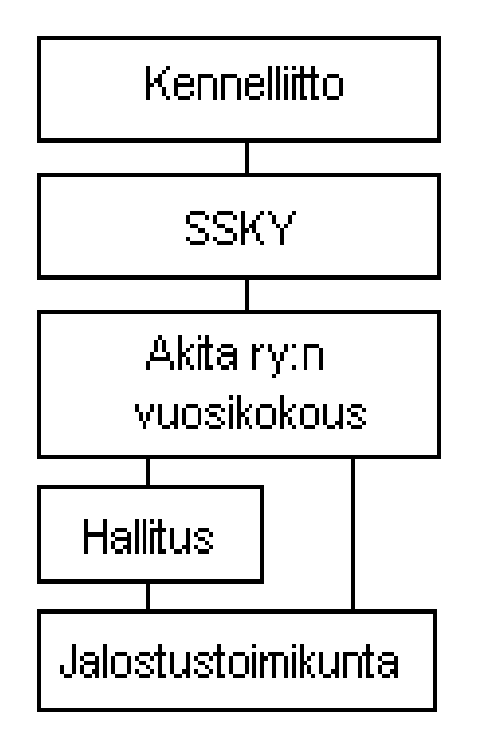 Kennelliitto
SSKY
Akita ry:n
vuosikokous
Hallitus
Jalostustoimikunta